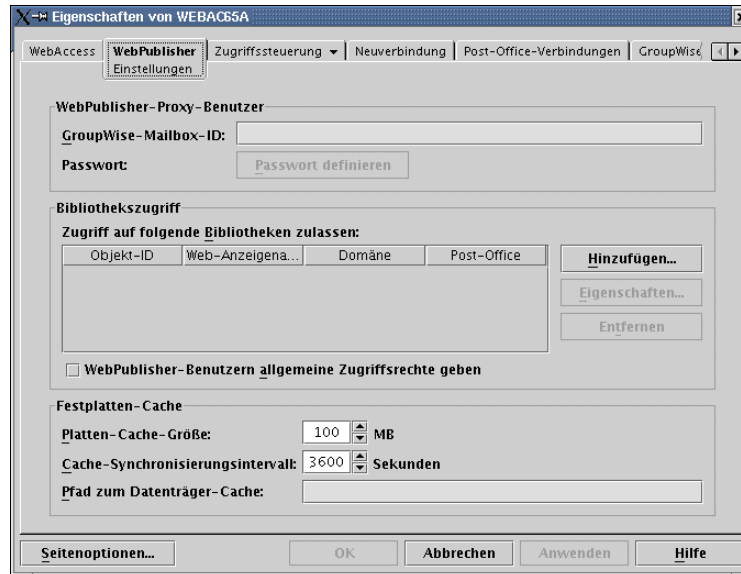 Eigenschaften von WEBAC65A
WebAccess WebPublisher Zugriffssteuerung Neuverbindung Post-Office-Verbindungen GroupWise
Einstellungen
WebPublisher-Proxy-Benutzer
GroupWise-Mailbox-ID:
Passwort: Passwort definieren
Bibliothekszugriff
Zugriff auf folgende Bibliotheken zulassen:
Objekt-ID Web-Anzeigena... Domäne Post-Office
Hinzufügen...
Eigenschaften...
Entfernen
WebPublisher-Benutzern allgemeine Zugriffsrechte geben
Festplatten-Cache
Platten-Cache-Größe: 100 MB
Cache-Synchronisierungsintervall: 3600 Sekunden
Pfad zum Datenträger-Cache:
Seitenoptionen... OK Abbrechen Anwenden Hilfe